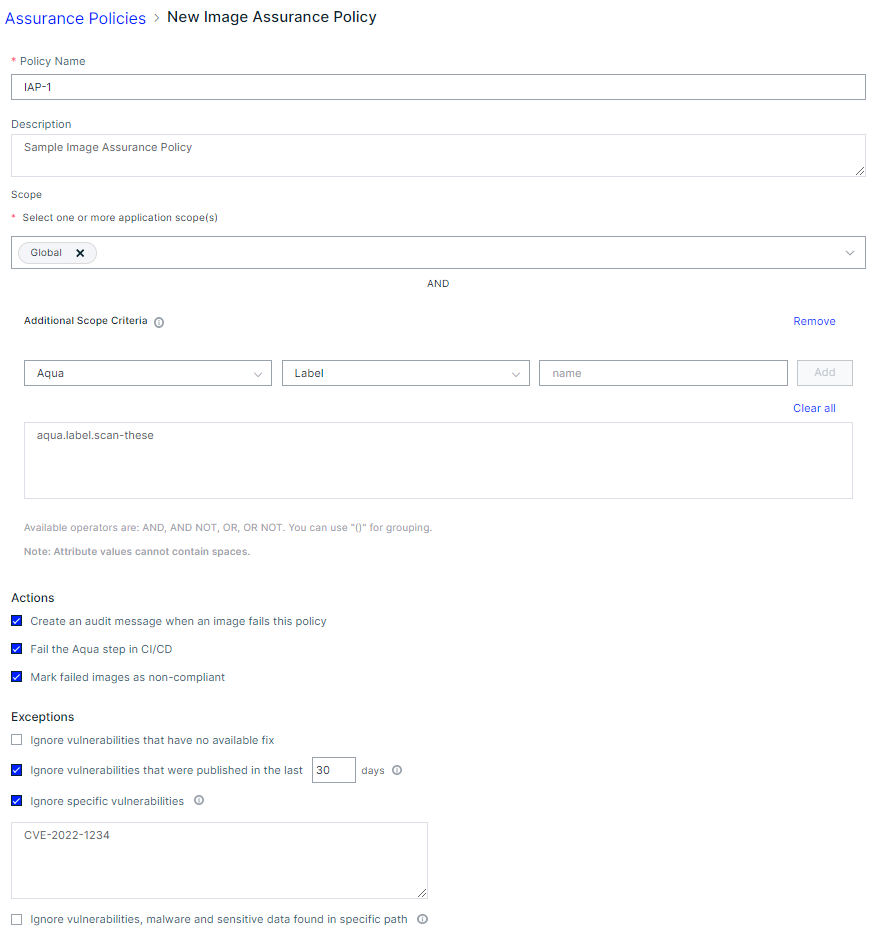 Assurance Policies > New Image Assurance Policy
* Policy Name
IAP-1
Description
Sample Image Assurance Policy
Scope
* Select one or more application scope(s)
Global
AND
Additional Scope Criteria
Remove
Aqua Label name Add
Clear all
aqua.label.scan-these
Available operators are: AND, AND NOT, OR, OR NOT. You can use "()" for grouping.
Note: Attribute values cannot contain spaces.
Actions
Create an audit message when an image fails this policy
Fail the Aqua step in CI/CD
Mark failed images as non-compliant
Exceptions
Ignore vulnerabilities that have no available fix
Ignore vulnerabilities that were published in the last 30 days
Ignore specific vulnerabilities
CVE-2022-1234
Ignore vulnerabilities, malware and sensitive data found in specific path